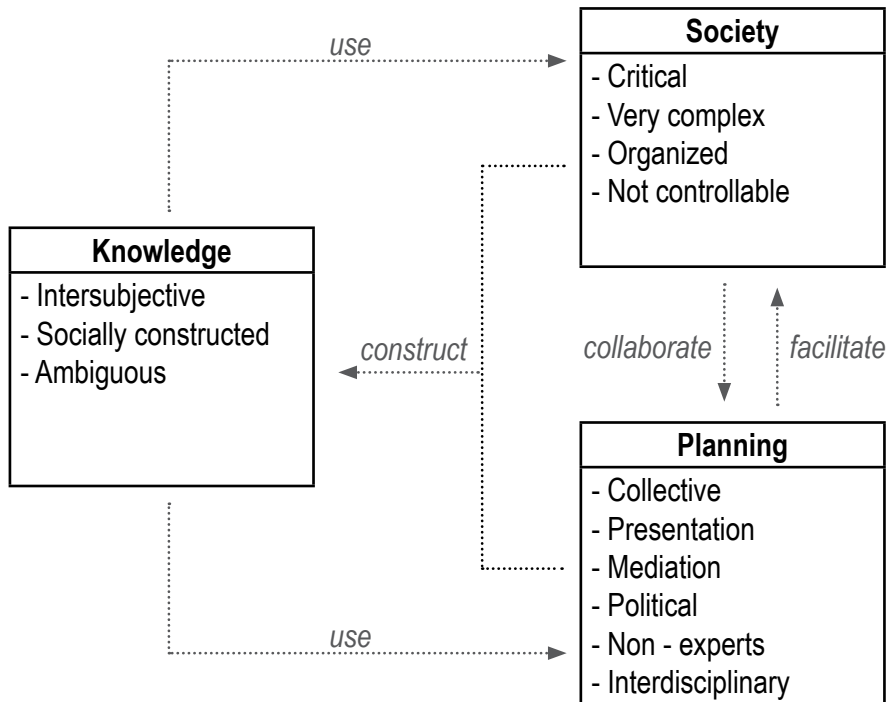 use
Society
- Critical
- Very complex
- Organized
- Not controllable
Knowledge
- Intersubjective
- Socially constructed
- Ambiguous
construct
collaborate
facilitate
Planning
- Collective
- Presentation
- Mediation
- Political
- Non - experts
- Interdisciplinary
use